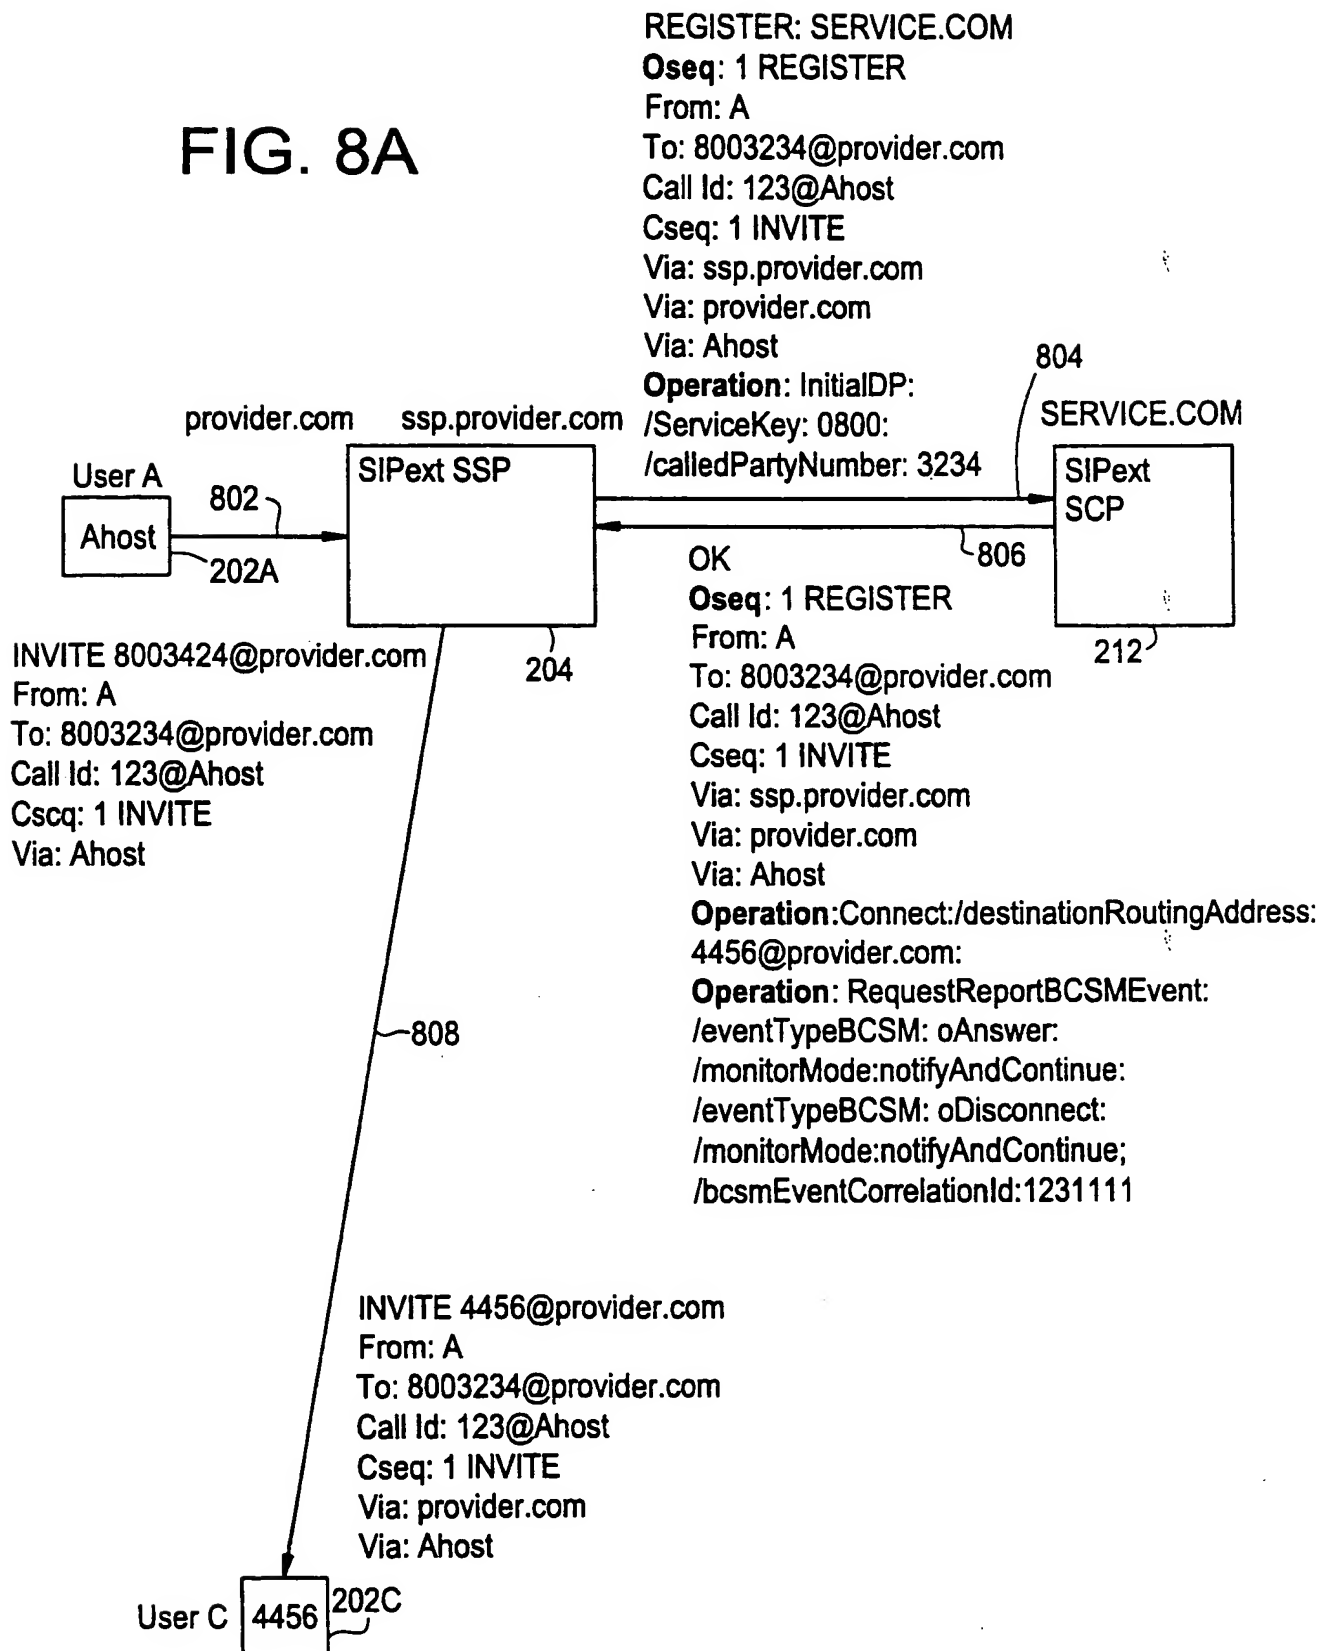 FIG. 8A
REGISTER: SERVICE.COM
Oseq: 1 REGISTER
From: A
To: 8003234@provider.com
Call Id: 123@Ahost
Cseq: 1 INVITE
Via: ssp.provider.com
Via: provider.com
Via: Ahost
Operation: InitialDP:
/ServiceKey: 0800:
/calledPartyNumber: 3234
804
SERVICE.COM
provider.com
ssp.provider.com
User A
Ahost
802
202A
SIPext SSP
204
SIPext
SCP
212
806
INVITE 8003424@provider.com
From: A
To: 8003234@provider.com
Call Id: 123@Ahost
Cscq: 1 INVITE
Via: Ahost
OK
Oseq: 1 REGISTER
From: A
To: 8003234@provider.com
Call Id: 123@Ahost
Cseq: 1 INVITE
Via: ssp.provider.com
Via: provider.com
Via: Ahost
Operation:Connect:/destinationRoutingAddress:
4456@provider.com:
Operation: RequestReportBCSMEvent:
/eventTypeBCSM: oAnswer:
/monitorMode:notifyAndContinue:
/eventTypeBCSM: oDisconnect:
/monitorMode:notifyAndContinue;
/bcsmEventCorrelationId:1231111
808
INVITE 4456@provider.com
From: A
To: 8003234@provider.com
Call Id: 123@Ahost
Cseq: 1 INVITE
Via: provider.com
Via: Ahost
User C
4456
202C